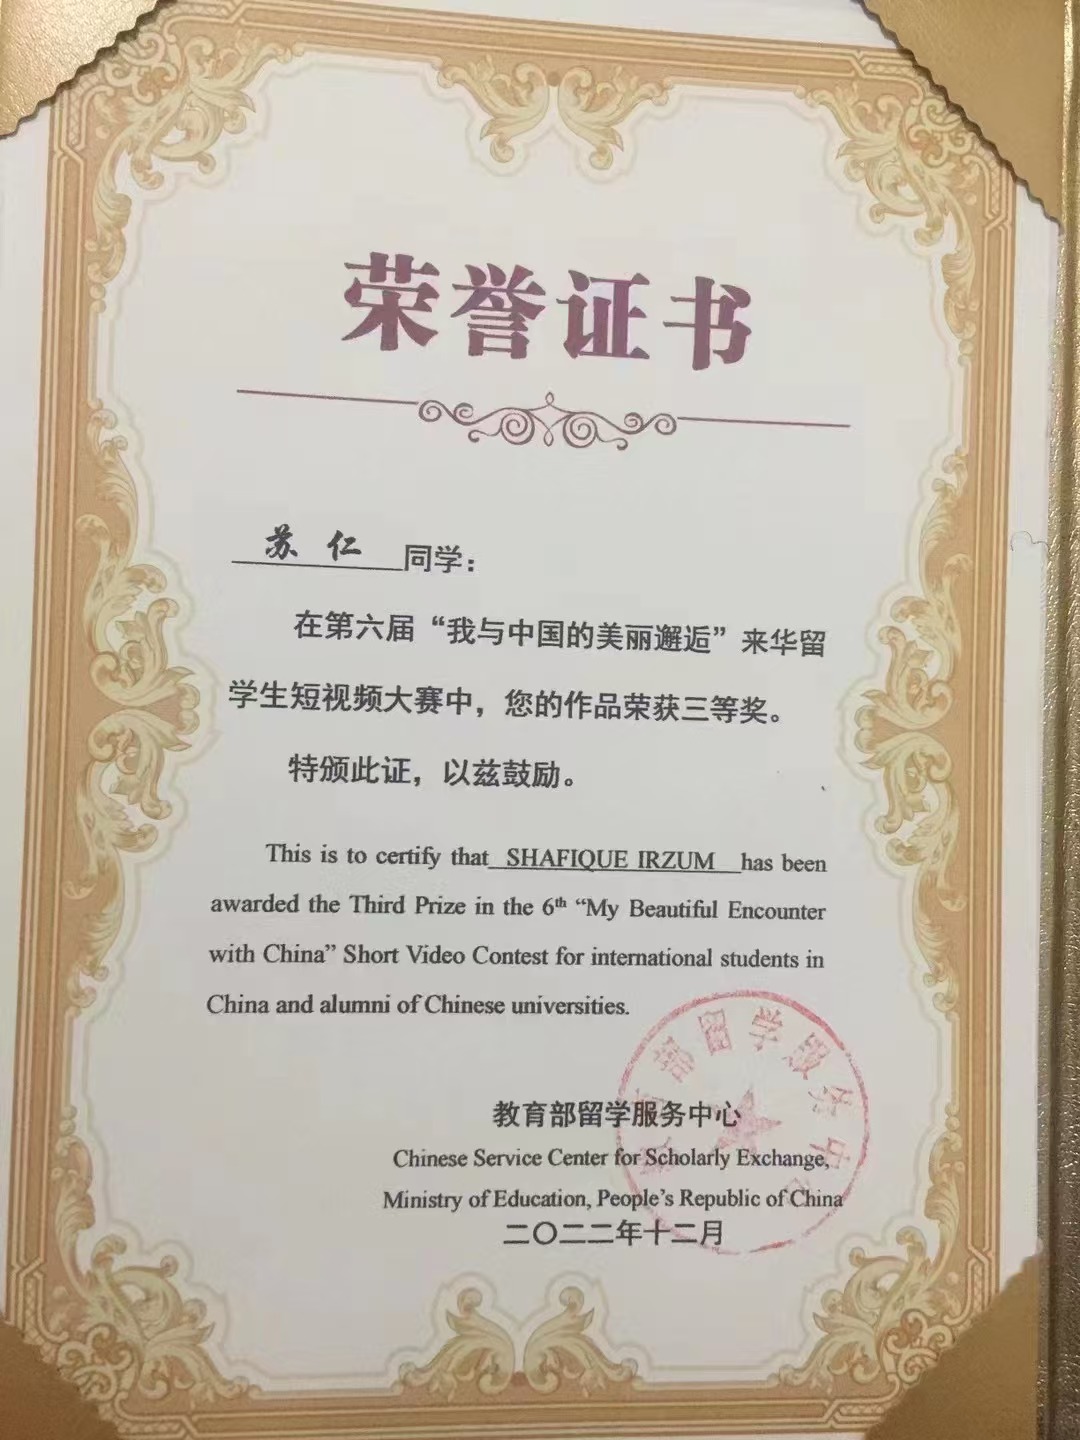 荣誉证书
苏仁 同学：
在第六届“我与中国的美丽邂逅”来华留
学生短视频大赛中，您的作品荣获三等奖。
特颁此证，以兹鼓励。
This is to certify that SHAFIQUE IRZUM has been
awarded the Third Prize in the 6th “My Beautiful Encounter
with China” Short Video Contest for international students in
China and alumni of Chinese universities.
教育部留学服务中心
教育部留学服务中心
Chinese Service Center for Scholarly Exchange,
Ministry of Education, People’s Republic of China
二〇二二年十二月